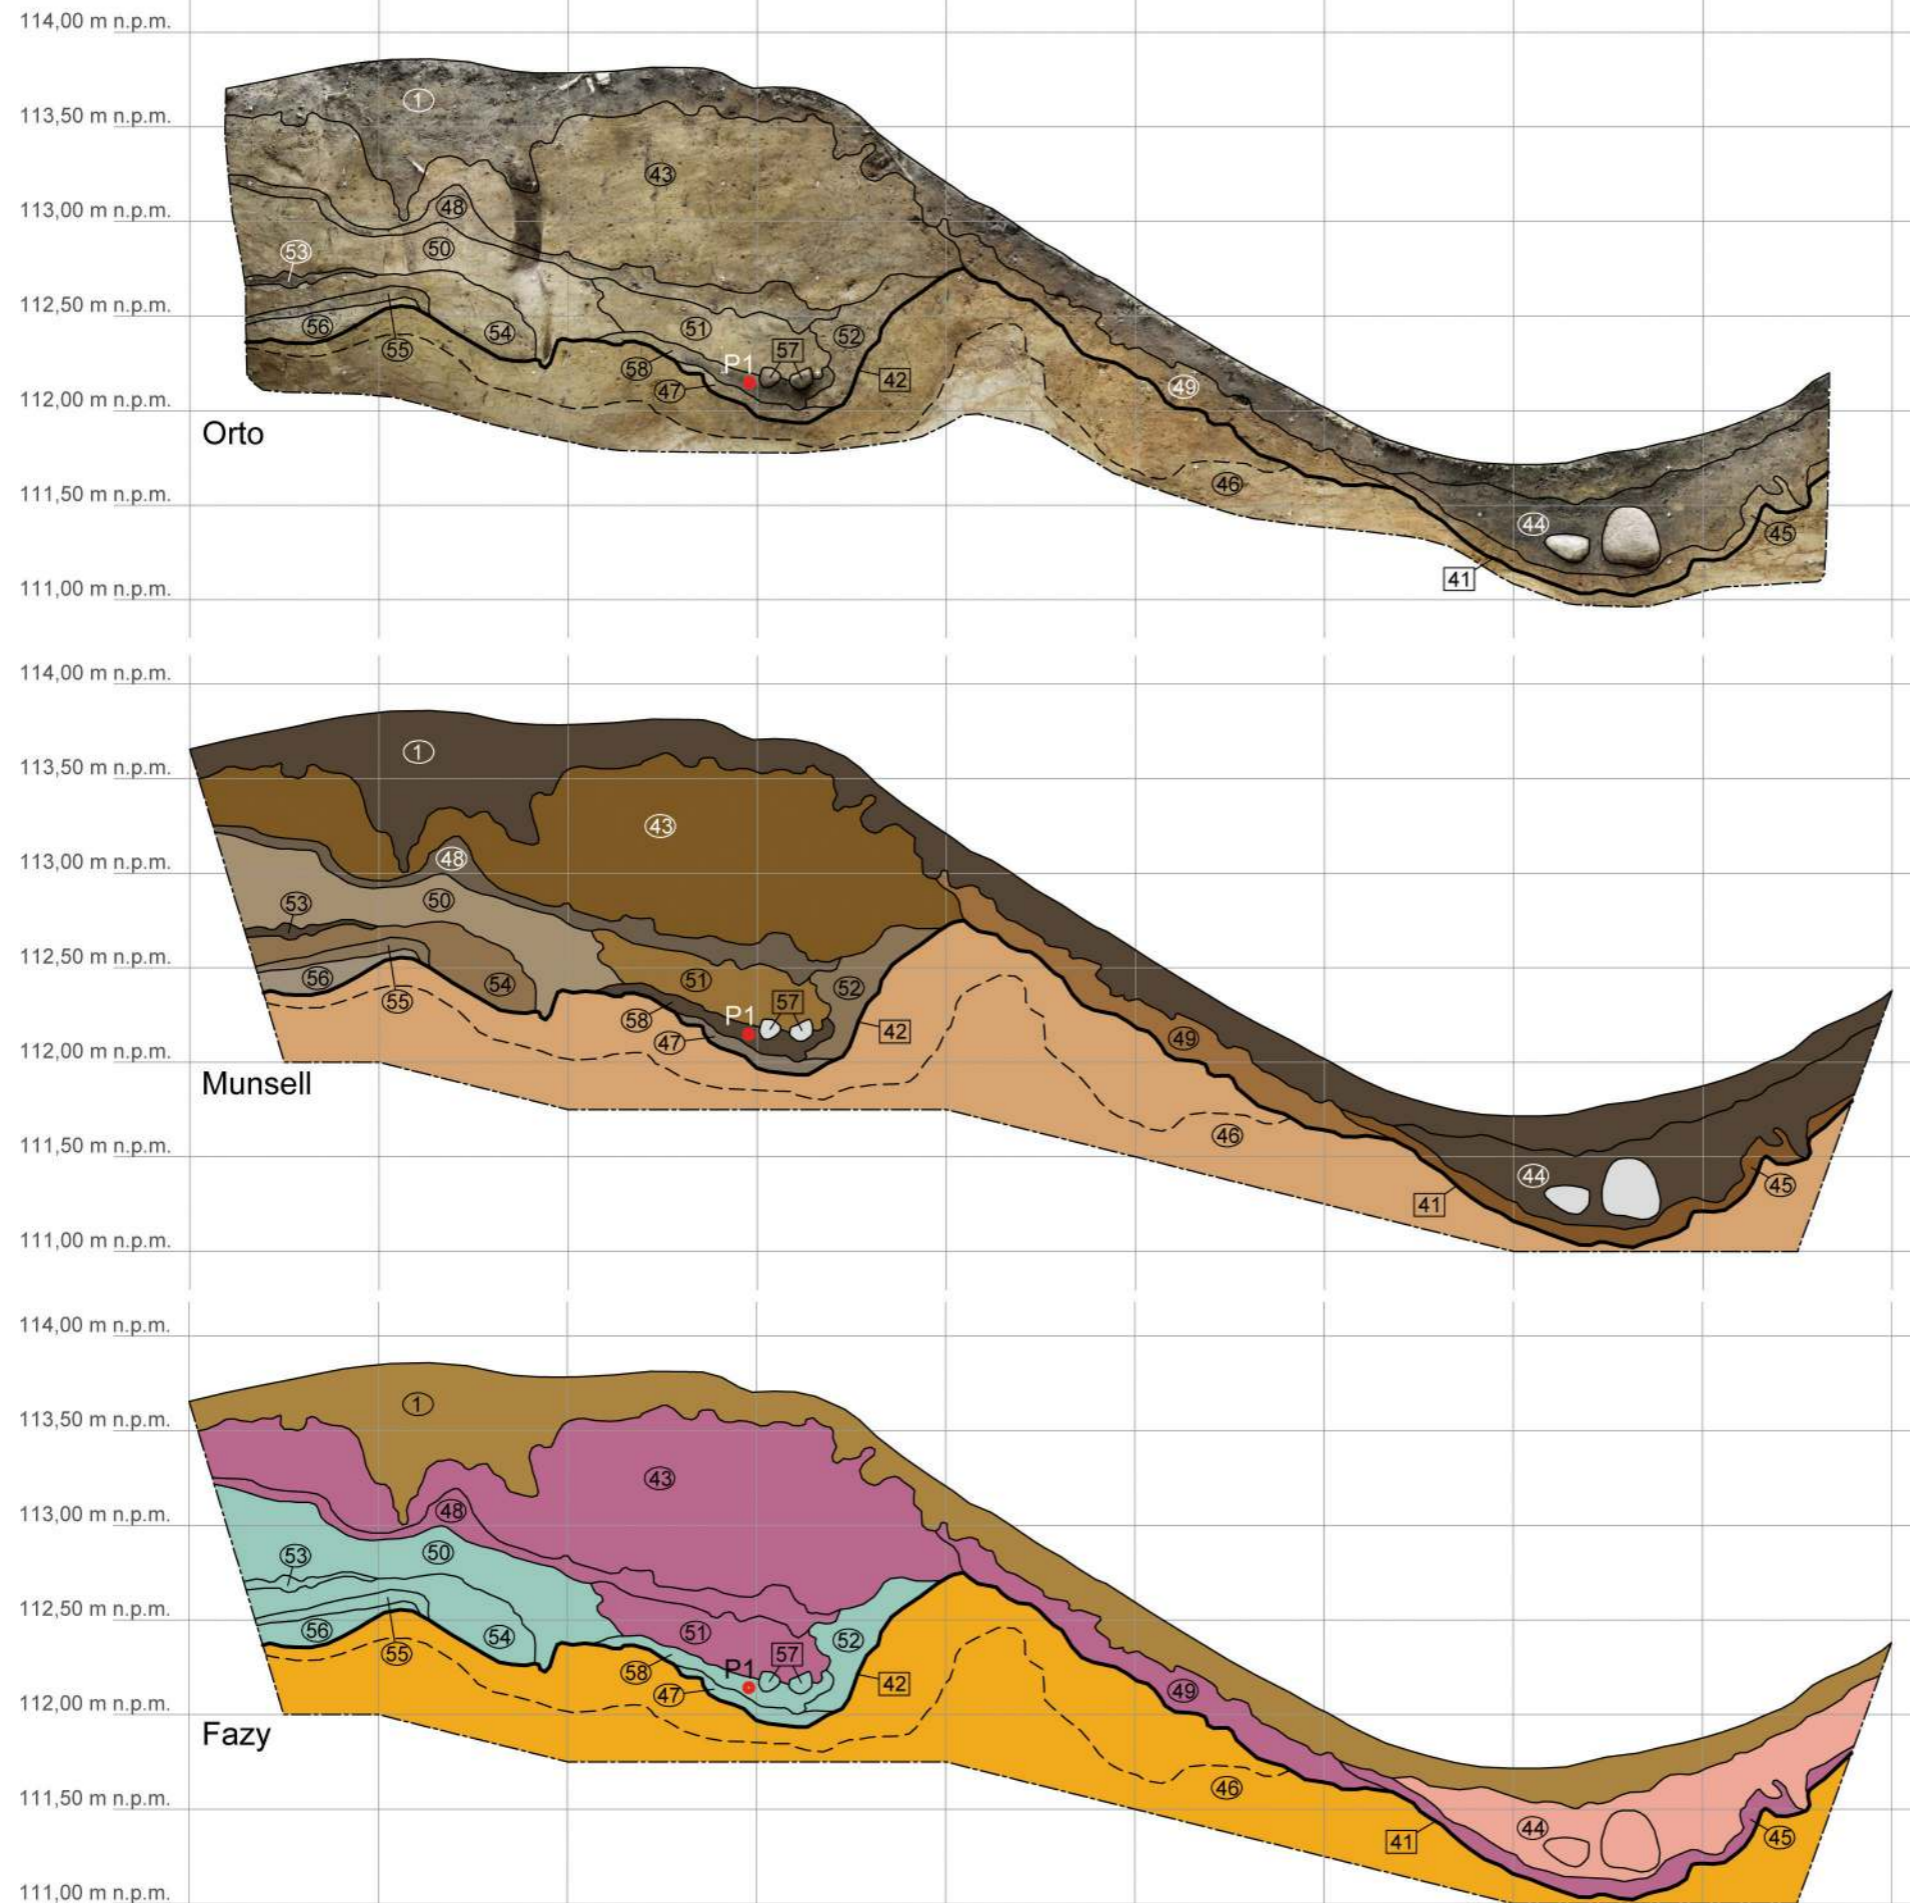 114,00 m n.p.m.
1
113,50 m n.p.m.
43
113,00 m n.p.m.
48
50
53
112,50 m n.p.m.
56
55
54
51
52
58
P1
57
47
42
49
112,00 m n.p.m.
Orto
46
111,50 m n.p.m.
44
45
41
111,00 m n.p.m.
114,00 m n.p.m.
1
113,50 m n.p.m.
43
113,00 m n.p.m.
48
50
53
112,50 m n.p.m.
56
55
54
51
52
58
P1
57
47
42
49
112,00 m n.p.m.
Munsell
46
111,50 m n.p.m.
44
45
41
111,00 m n.p.m.
114,00 m n.p.m.
1
113,50 m n.p.m.
43
113,00 m n.p.m.
48
50
53
112,50 m n.p.m.
56
55
54
51
52
58
P1
57
47
42
49
112,00 m n.p.m.
Fazy
46
111,50 m n.p.m.
44
45
41
111,00 m n.p.m.